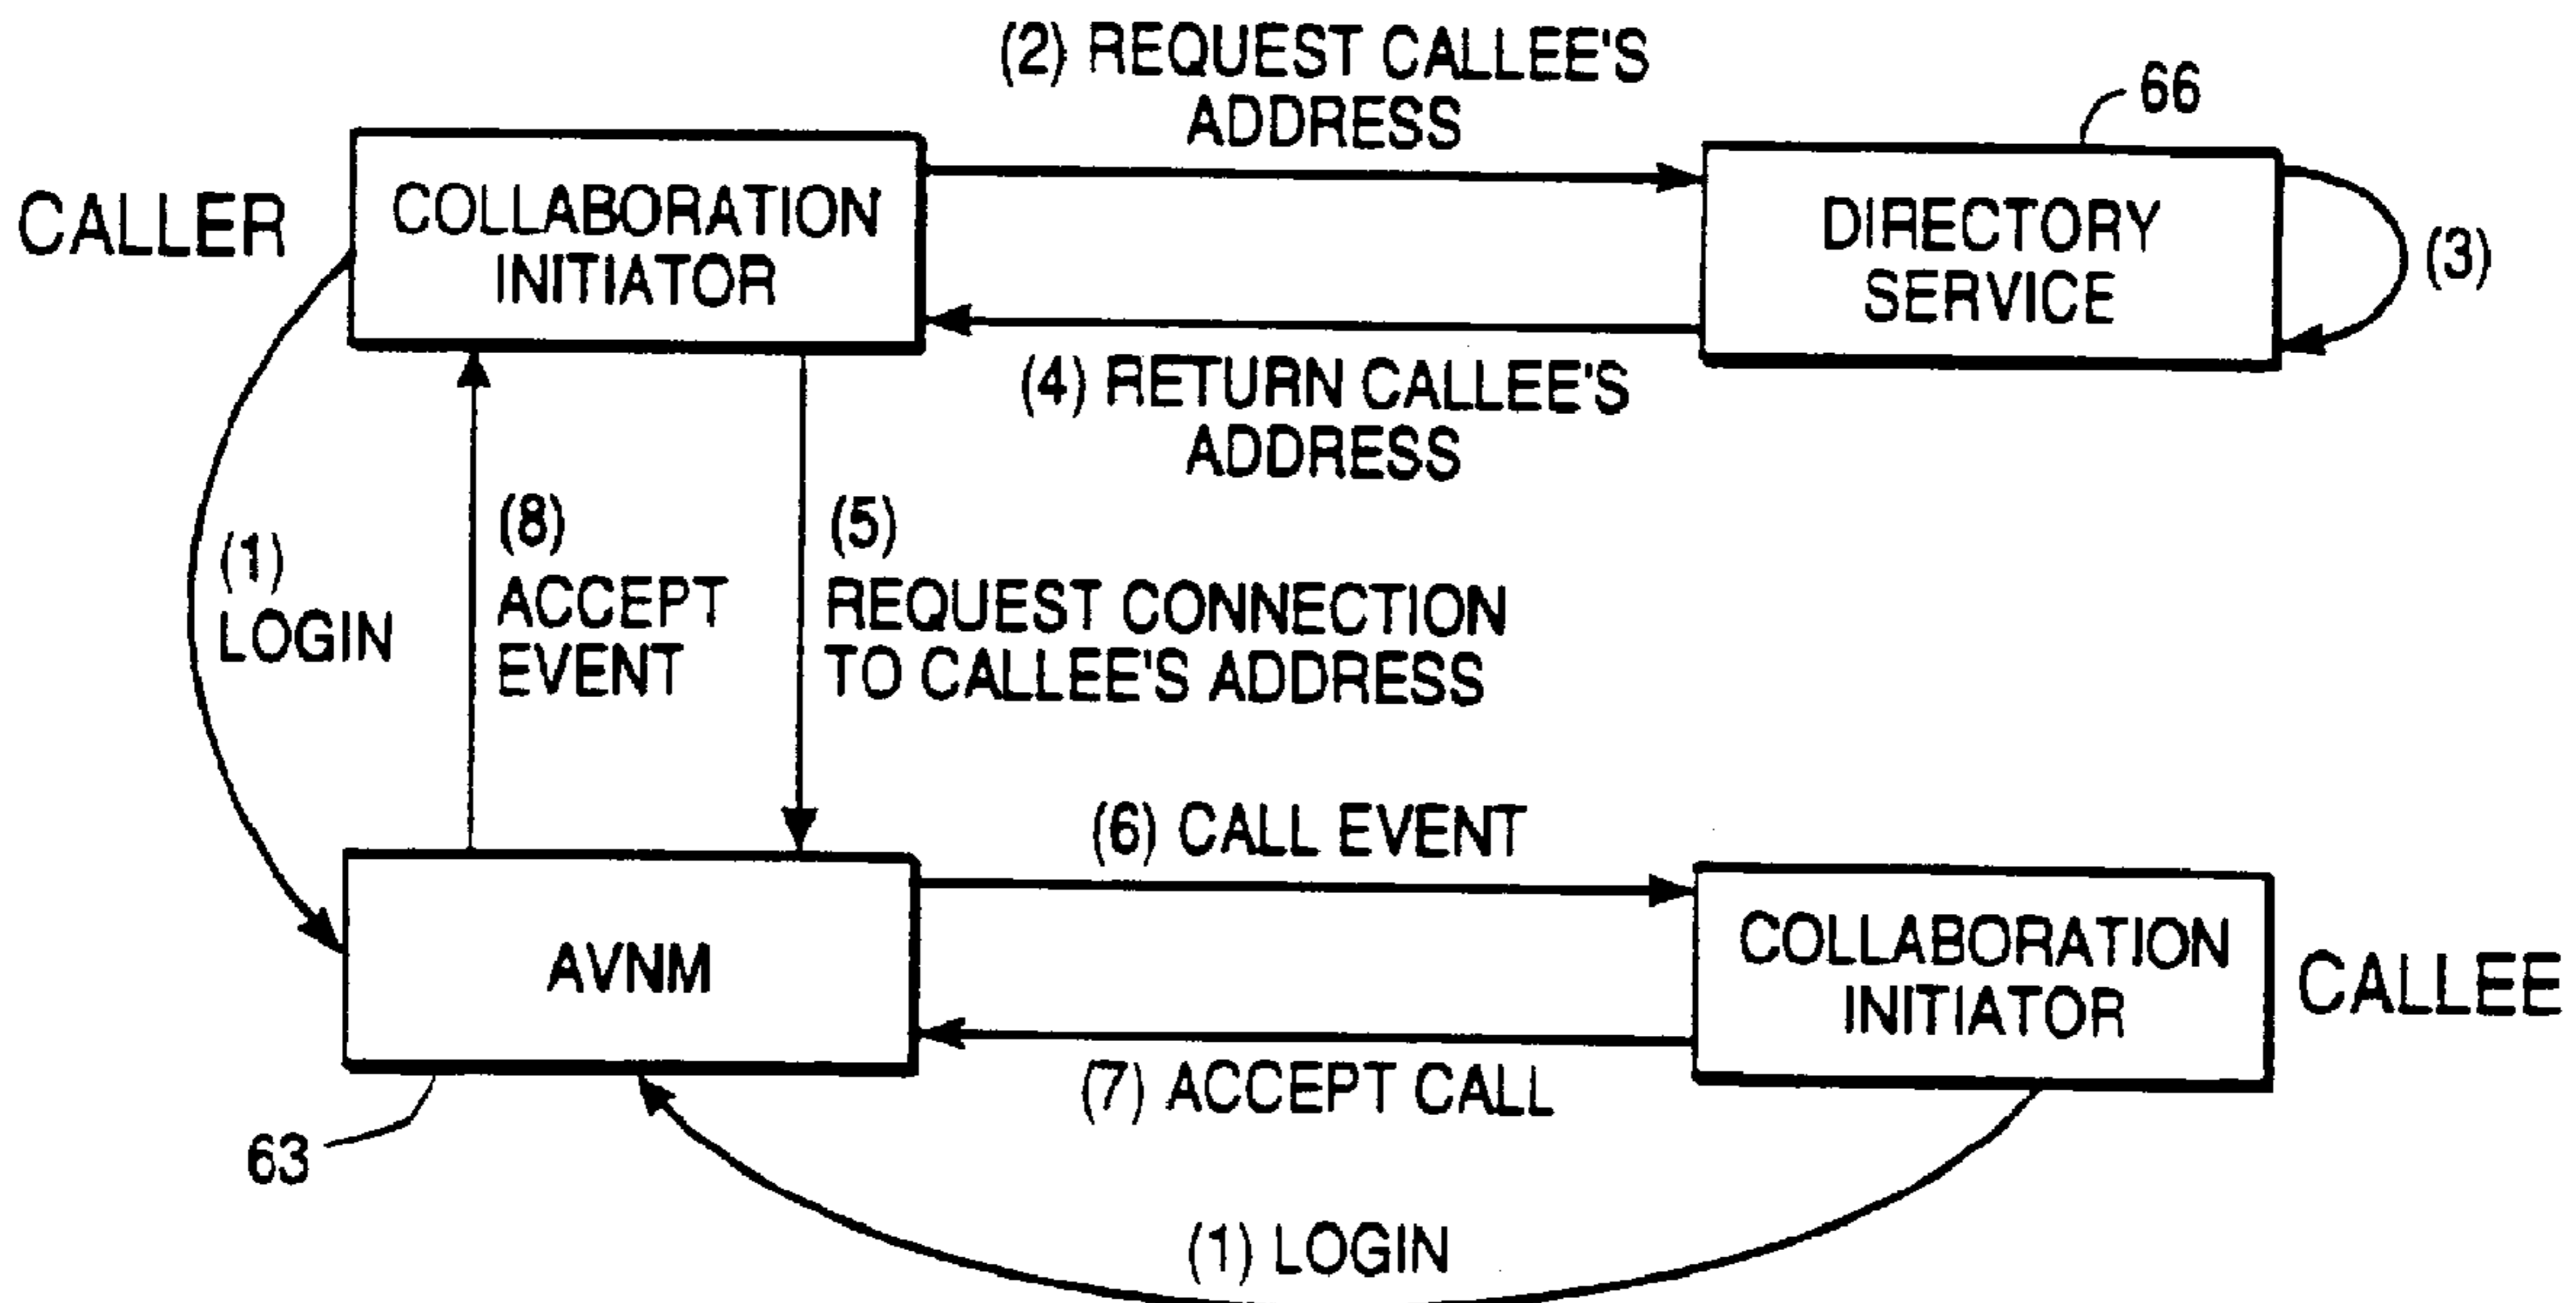 (2) REQUEST CALLEE'S
ADDRESS
66
CALLER
COLLABORATION
INITIATOR
DIRECTORY
SERVICE
(3)
(4) RETURN CALLEE'S
ADDRESS
(1)
LOGIN
(8)
ACCEPT
EVENT
(5)
REQUEST CONNECTION
TO CALLEE'S ADDRESS
(6) CALL EVENT
AVNM
COLLABORATION
INITIATOR
CALLEE
(7) ACCEPT CALL
63
(1) LOGIN